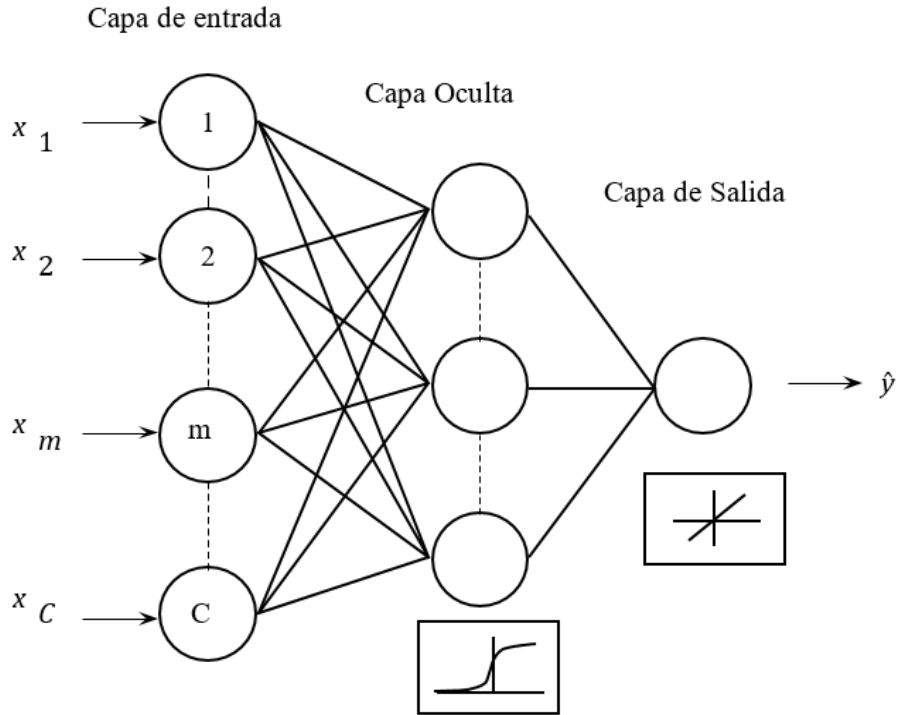 Capa de entrada
Capa Oculta
Capa de Salida
x 1
1
x 2
2
x m
m
x C
C
ŷ